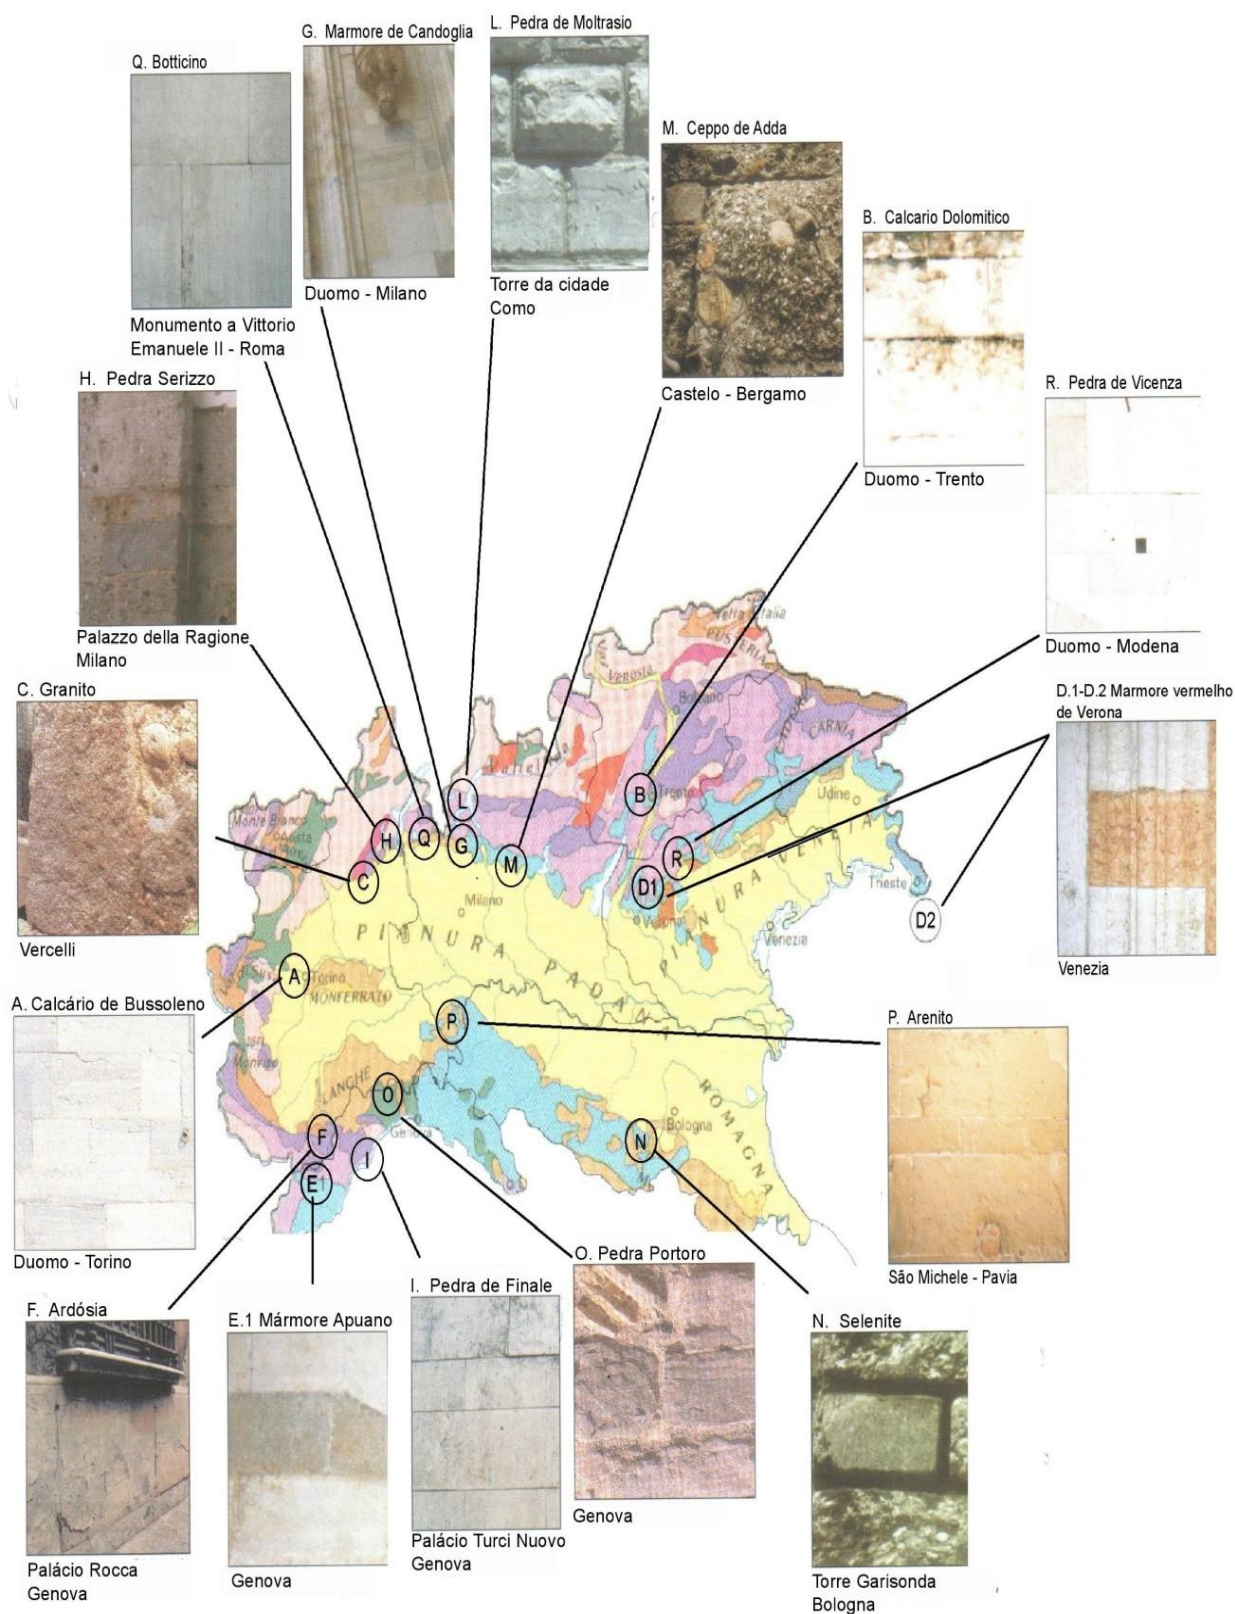 L. Pedra de Moltrasio
G. Marmore de Candoglia
Q. Botticino
M. Ceppo de Adda
B. Calcario Dolomitico
Torre da cidade
Como
Duomo - Milano
Monumento a Vittorio
Emanuele II - Roma
H. Pedra Serizzo
Castelo - Bergamo
R. Pedra de Vicenza
Duomo - Trento
Palazzo della Ragione
Milano
Duomo - Modena
C. Granito
D.1-D.2 Marmore vermelho
de Verona
Vercelli
Venezia
PUSTERIA
Venosta
Bolzano
CARNIA
L
B
Trento
Udine
Monte Bianco
Aosta
H
Q
G
M
R
C
D1
Trieste
Milano
Verona
Venezia
D2
PIANURA VENETA
PIANURA PADANA
A
Torino
MONFERRATO
P
LANGHE
O
Genova
ROMAGNA
F
I
N
Bologna
E1
A. Calcário de Bussoleno
Duomo - Torino
P. Arenito
São Michele - Pavia
F. Ardósia
Palácio Rocca
Genova
E.1 Mármore Apuano
Genova
I. Pedra de Finale
Palácio Turci Nuovo
Genova
O. Pedra Portoro
Genova
N. Selenite
Torre Garisonda
Bologna